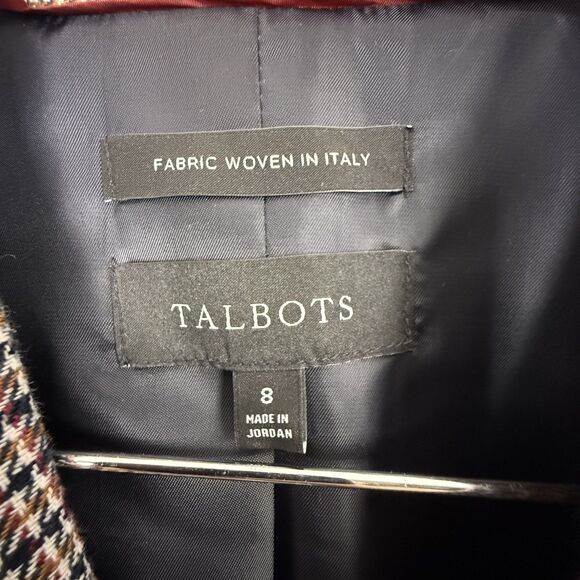 FABRIC WOVEN IN ITALY
TALBOTS
8
MADE IN
JORDAN